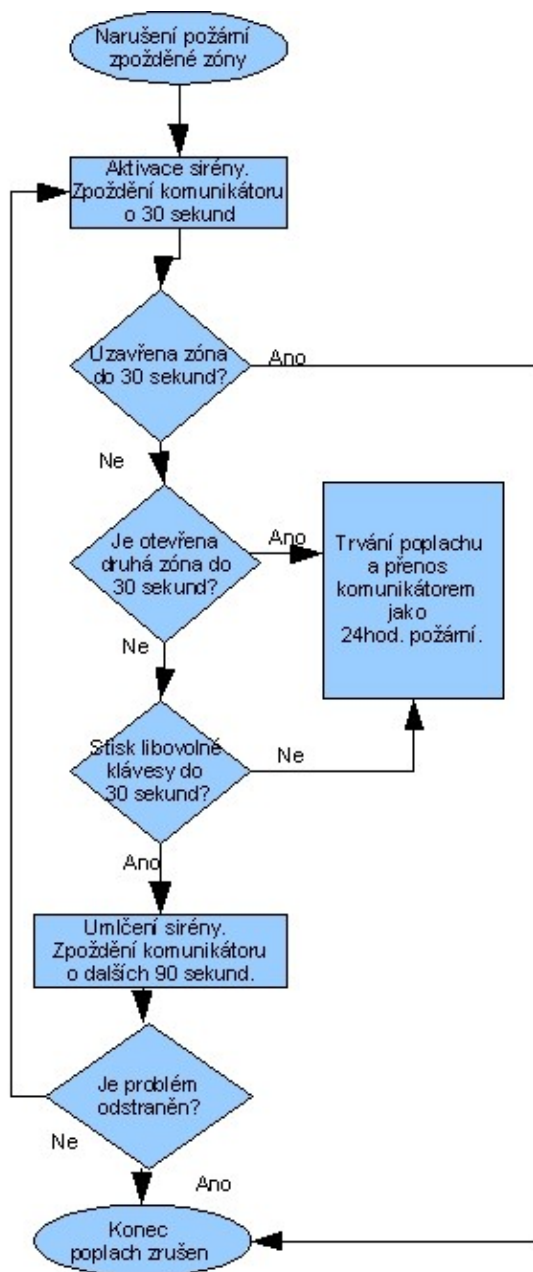 Narušení požární
zpožděné zóny
Aktivace sirény.
Zpoždění komunikátoru
o 30 sekund
Uzavřena zóna
do 30 sekund?
Ano
Ne
Je otevřena
druhá zóna do
30 sekund?
Ano
Trvání poplachu
a přenos
komunikátorem
jako
24hod. požární.
Ne
Stisk libovolné
klávesy do
30 sekund?
Ne
Ano
Umlčení sirény.
Zpoždění komunikátoru
o dalších 90 sekund.
Je problém
odstraněn?
Ne
Ano
Konec
poplach zrušen